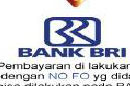 BANK BRI
Pembayaran di lakukan
dengan NO FO yg dida